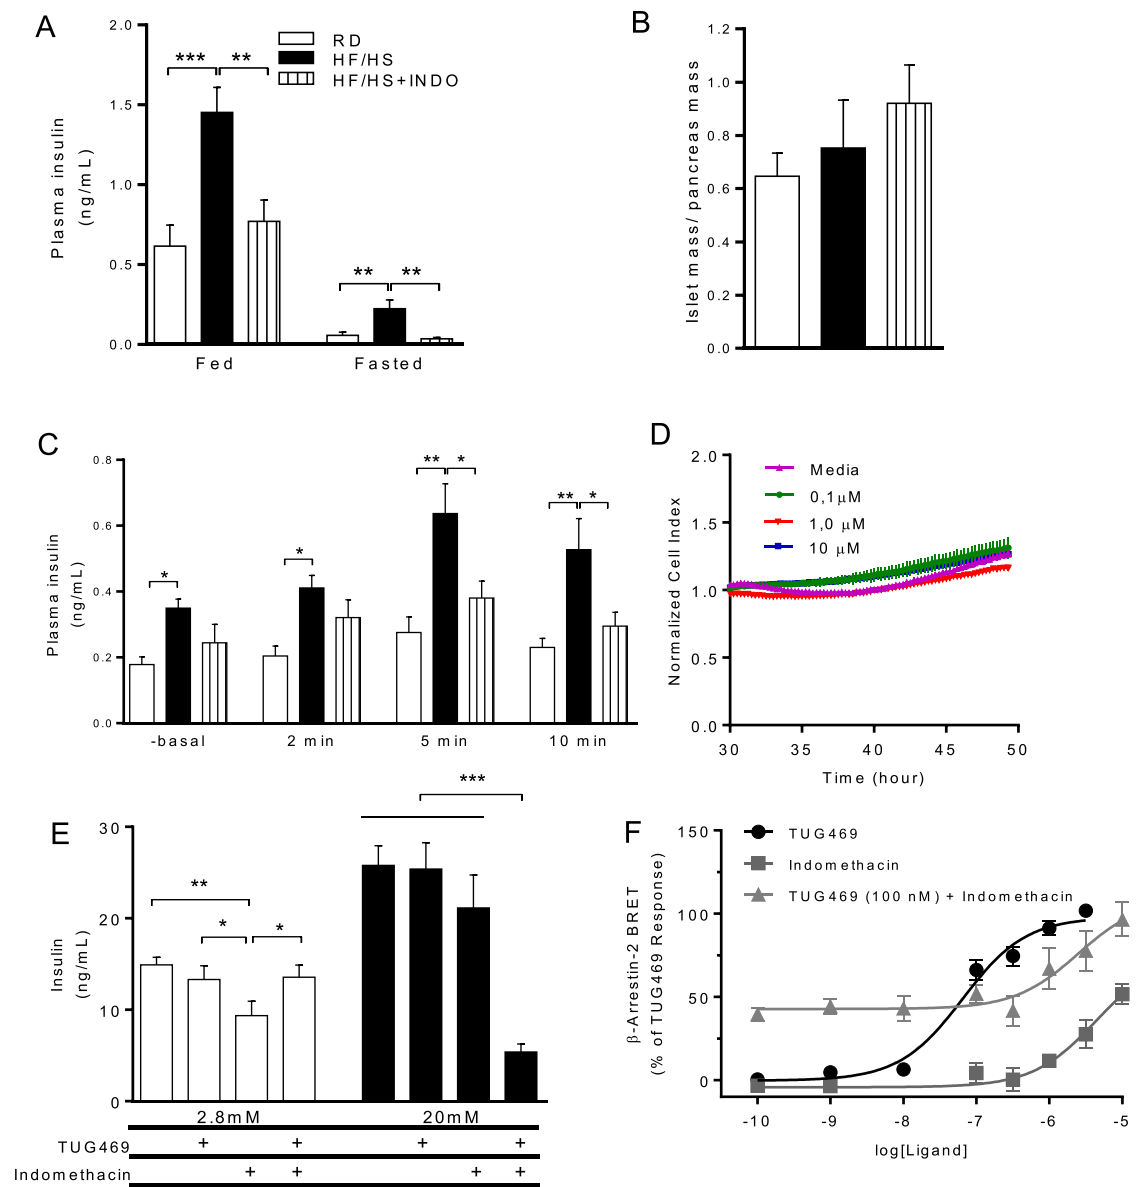 A
Plasma insulin
(ng/mL)
2.0
1.5
1.0
0.5
0.0
*** **
** **
RD
HF/HS
HF/HS+INDO
Fed Fasted
B
Islet mass/ pancreas mass
1.2
1.0
0.8
0.6
0.4
0.2
0.0
C
Plasma insulin
(ng/mL)
0.8
0.6
0.4
0.2
0.0
*
*
** *
** *
-basal 2 min 5 min 10 min
D
Normalized Cell Index
2.0
1.5
1.0
0.5
0.0
Media
0,1µM
1,0 µM
10 µM
30 35 40 45 50
Time (hour)
E
Insulin
(ng/mL)
30
20
10
0
***
**
* *
2.8mM 20mM
TUG469 + + + +
Indomethacin + + + +
F
β-Arrestin-2 BRET
(% of TUG469 Response)
150
100
50
0
TUG469
Indomethacin
TUG469 (100 nM) + Indomethacin
-10 -9 -8 -7 -6 -5
log[Ligand]